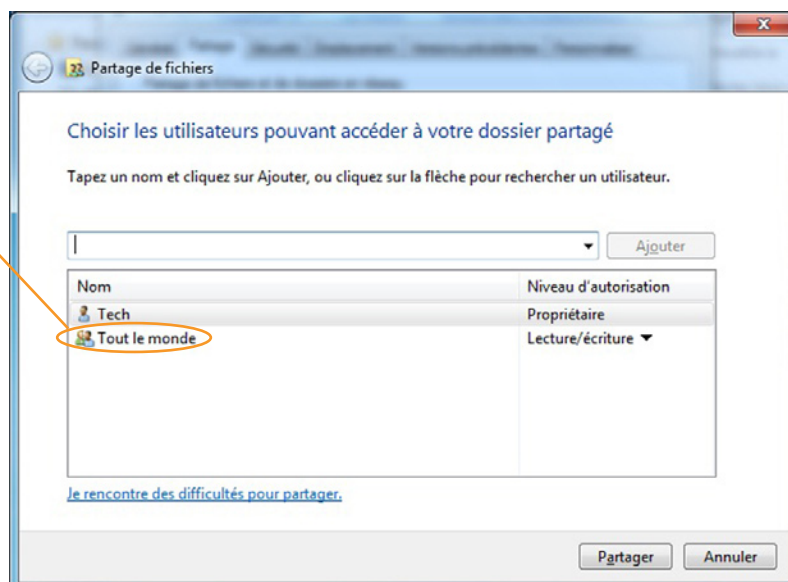 Partage de fichiers
Choisir les utilisateurs pouvant accéder à votre dossier partagé
Tapez un nom et cliquez sur Ajouter, ou cliquez sur la flèche pour rechercher un utilisateur.
Ajouter
Nom Niveau d'autorisation
Tech Propriétaire
Tout le monde Lecture/écriture
Je rencontre des difficultés pour partager.
Partager Annuler